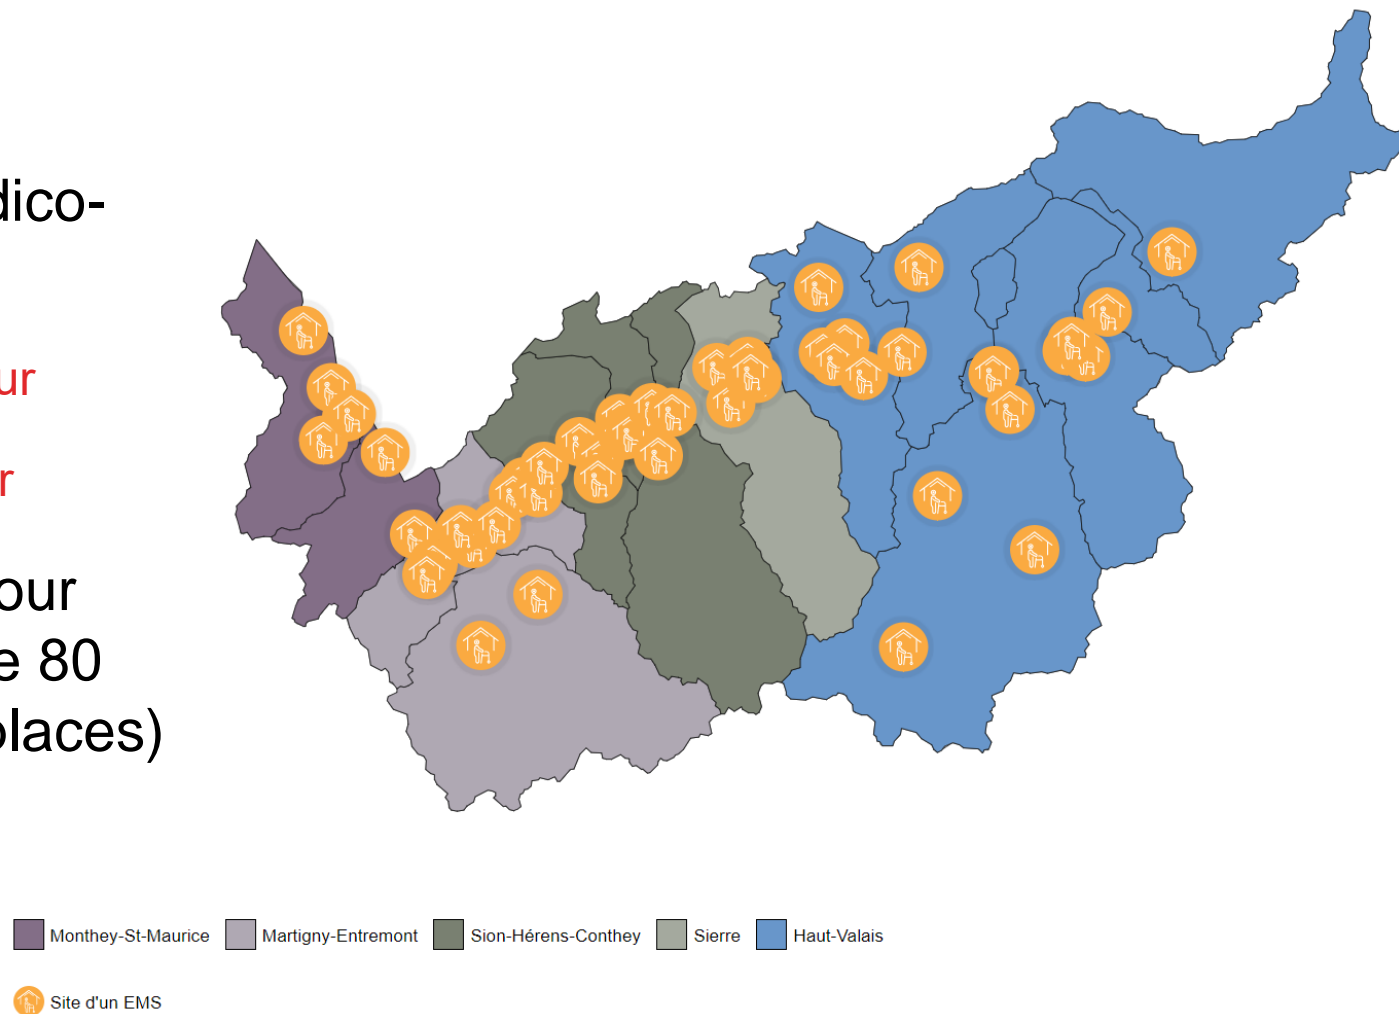 dico-
ur
r
our
e 80
places)
Monthey-St-Maurice Martigny-Entremont Sion-Hérens-Conthey Sierre Haut-Valais
Site d'un EMS